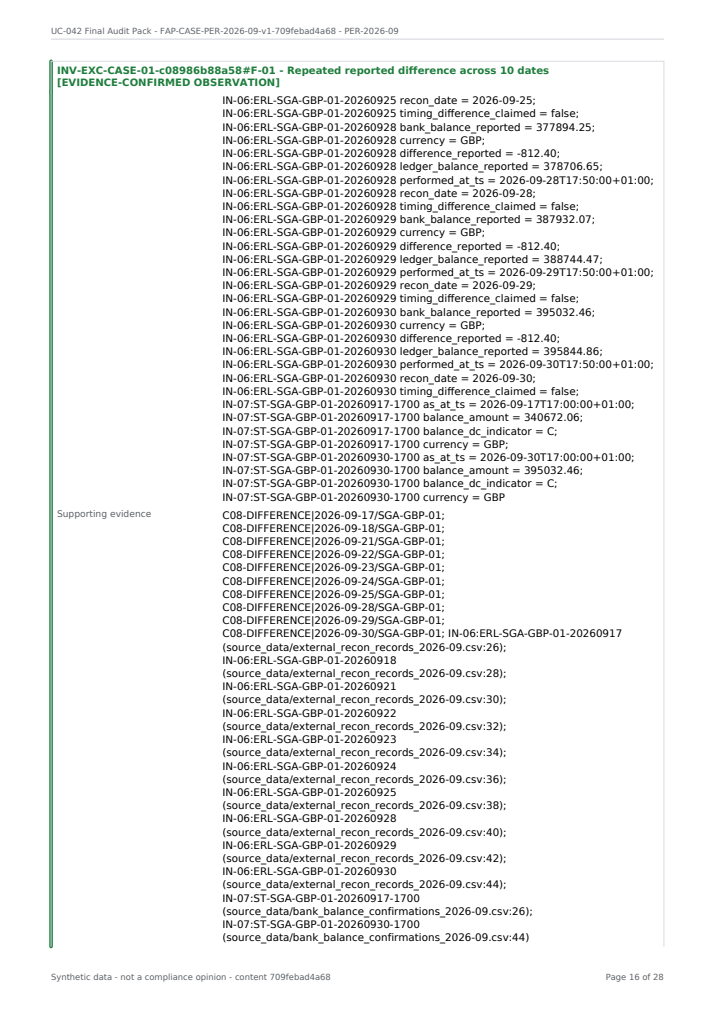 UC-042 Final Audit Pack - FAP-CASE-PER-2026-09-v1-709febad4a68 - PER-2026-09
INV-EXC-CASE-01-c08986b88a58#F-01 - Repeated reported difference across 10 dates
[EVIDENCE-CONFIRMED OBSERVATION]
IN-06:ERL-SGA-GBP-01-20260925 recon_date = 2026-09-25;
IN-06:ERL-SGA-GBP-01-20260925 timing_difference_claimed = false;
IN-06:ERL-SGA-GBP-01-20260928 bank_balance_reported = 377894.25;
IN-06:ERL-SGA-GBP-01-20260928 currency = GBP;
IN-06:ERL-SGA-GBP-01-20260928 difference_reported = -812.40;
IN-06:ERL-SGA-GBP-01-20260928 ledger_balance_reported = 378706.65;
IN-06:ERL-SGA-GBP-01-20260928 performed_at_ts = 2026-09-28T17:50:00+01:00;
IN-06:ERL-SGA-GBP-01-20260928 recon_date = 2026-09-28;
IN-06:ERL-SGA-GBP-01-20260928 timing_difference_claimed = false;
IN-06:ERL-SGA-GBP-01-20260929 bank_balance_reported = 387932.07;
IN-06:ERL-SGA-GBP-01-20260929 currency = GBP;
IN-06:ERL-SGA-GBP-01-20260929 difference_reported = -812.40;
IN-06:ERL-SGA-GBP-01-20260929 ledger_balance_reported = 388744.47;
IN-06:ERL-SGA-GBP-01-20260929 performed_at_ts = 2026-09-29T17:50:00+01:00;
IN-06:ERL-SGA-GBP-01-20260929 recon_date = 2026-09-29;
IN-06:ERL-SGA-GBP-01-20260929 timing_difference_claimed = false;
IN-06:ERL-SGA-GBP-01-20260930 bank_balance_reported = 395032.46;
IN-06:ERL-SGA-GBP-01-20260930 currency = GBP;
IN-06:ERL-SGA-GBP-01-20260930 difference_reported = -812.40;
IN-06:ERL-SGA-GBP-01-20260930 ledger_balance_reported = 395844.86;
IN-06:ERL-SGA-GBP-01-20260930 performed_at_ts = 2026-09-30T17:50:00+01:00;
IN-06:ERL-SGA-GBP-01-20260930 recon_date = 2026-09-30;
IN-06:ERL-SGA-GBP-01-20260930 timing_difference_claimed = false;
IN-07:ST-SGA-GBP-01-20260917-1700 as_at_ts = 2026-09-17T17:00:00+01:00;
IN-07:ST-SGA-GBP-01-20260917-1700 balance_amount = 340672.06;
IN-07:ST-SGA-GBP-01-20260917-1700 balance_dc_indicator = C;
IN-07:ST-SGA-GBP-01-20260917-1700 currency = GBP;
IN-07:ST-SGA-GBP-01-20260930-1700 as_at_ts = 2026-09-30T17:00:00+01:00;
IN-07:ST-SGA-GBP-01-20260930-1700 balance_amount = 395032.46;
IN-07:ST-SGA-GBP-01-20260930-1700 balance_dc_indicator = C;
IN-07:ST-SGA-GBP-01-20260930-1700 currency = GBP
Supporting evidence C08-DIFFERENCE|2026-09-17/SGA-GBP-01;
C08-DIFFERENCE|2026-09-18/SGA-GBP-01;
C08-DIFFERENCE|2026-09-21/SGA-GBP-01;
C08-DIFFERENCE|2026-09-22/SGA-GBP-01;
C08-DIFFERENCE|2026-09-23/SGA-GBP-01;
C08-DIFFERENCE|2026-09-24/SGA-GBP-01;
C08-DIFFERENCE|2026-09-25/SGA-GBP-01;
C08-DIFFERENCE|2026-09-28/SGA-GBP-01;
C08-DIFFERENCE|2026-09-29/SGA-GBP-01;
C08-DIFFERENCE|2026-09-30/SGA-GBP-01; IN-06:ERL-SGA-GBP-01-20260917
(source_data/external_recon_records_2026-09.csv:26);
IN-06:ERL-SGA-GBP-01-20260918
(source_data/external_recon_records_2026-09.csv:28);
IN-06:ERL-SGA-GBP-01-20260921
(source_data/external_recon_records_2026-09.csv:30);
IN-06:ERL-SGA-GBP-01-20260922
(source_data/external_recon_records_2026-09.csv:32);
IN-06:ERL-SGA-GBP-01-20260923
(source_data/external_recon_records_2026-09.csv:34);
IN-06:ERL-SGA-GBP-01-20260924
(source_data/external_recon_records_2026-09.csv:36);
IN-06:ERL-SGA-GBP-01-20260925
(source_data/external_recon_records_2026-09.csv:38);
IN-06:ERL-SGA-GBP-01-20260928
(source_data/external_recon_records_2026-09.csv:40);
IN-06:ERL-SGA-GBP-01-20260929
(source_data/external_recon_records_2026-09.csv:42);
IN-06:ERL-SGA-GBP-01-20260930
(source_data/external_recon_records_2026-09.csv:44);
IN-07:ST-SGA-GBP-01-20260917-1700
(source_data/bank_balance_confirmations_2026-09.csv:26);
IN-07:ST-SGA-GBP-01-20260930-1700
(source_data/bank_balance_confirmations_2026-09.csv:44)
Synthetic data - not a compliance opinion - content 709febad4a68
Page 16 of 28